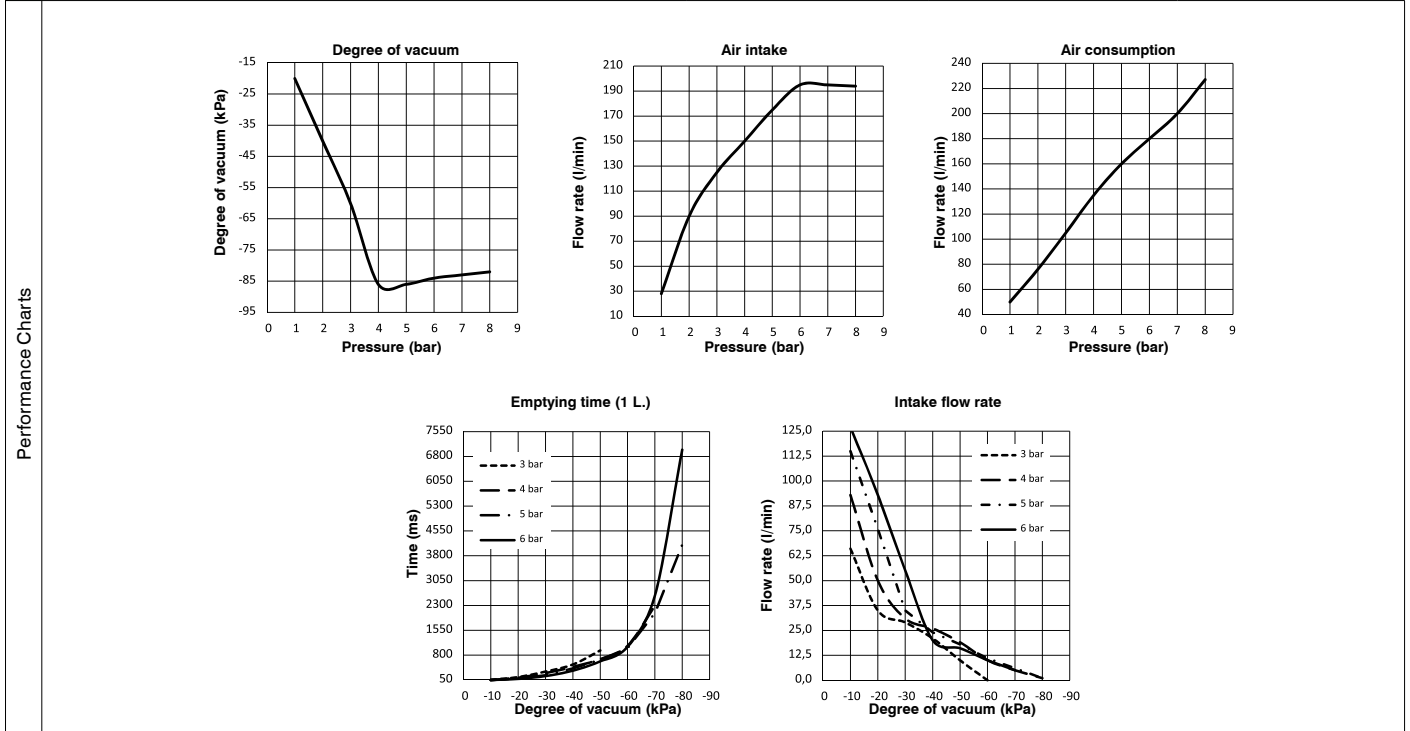 Performance Charts
Degree of vacuum
Degree of vacuum (kPa)
-15
-25
-35
-45
-55
-65
-75
-85
-95
0 1 2 3 4 5 6 7 8 9
Pressure (bar)
Air intake
Flow rate (l/min)
210
190
170
150
130
110
90
70
50
30
10
0 1 2 3 4 5 6 7 8 9
Pressure (bar)
Air consumption
Flow rate (l/min)
240
220
200
180
160
140
120
100
80
60
40
0 1 2 3 4 5 6 7 8 9
Pressure (bar)
Emptying time (1 L.)
Time (ms)
7550
6800
6050
5300
4550
3800
3050
2300
1550
800
50
3 bar
4 bar
5 bar
6 bar
0 -10 -20 -30 -40 -50 -60 -70 -80 -90
Degree of vacuum (kPa)
Intake flow rate
Flow rate (l/min)
125,0
112,5
100,0
87,5
75,0
62,5
50,0
37,5
25,0
12,5
0,0
3 bar
4 bar
5 bar
6 bar
0 -10 -20 -30 -40 -50 -60 -70 -80 -90
Degree of vacuum (kPa)